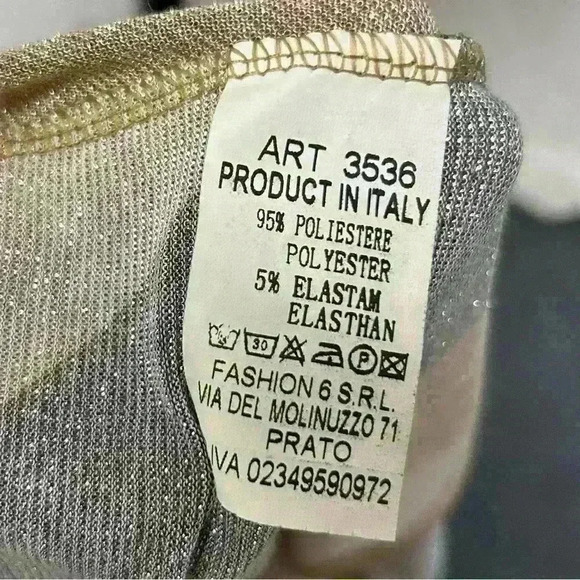 ART 3536
PRODUCT IN ITALY
95% POLIESTERE
POLYESTER
5% ELASTAM
ELASTHAN
30 P
FASHION 6 S.R.L.
VIA DEL MOLINUZZO 71
PRATO
IVA 02349590972